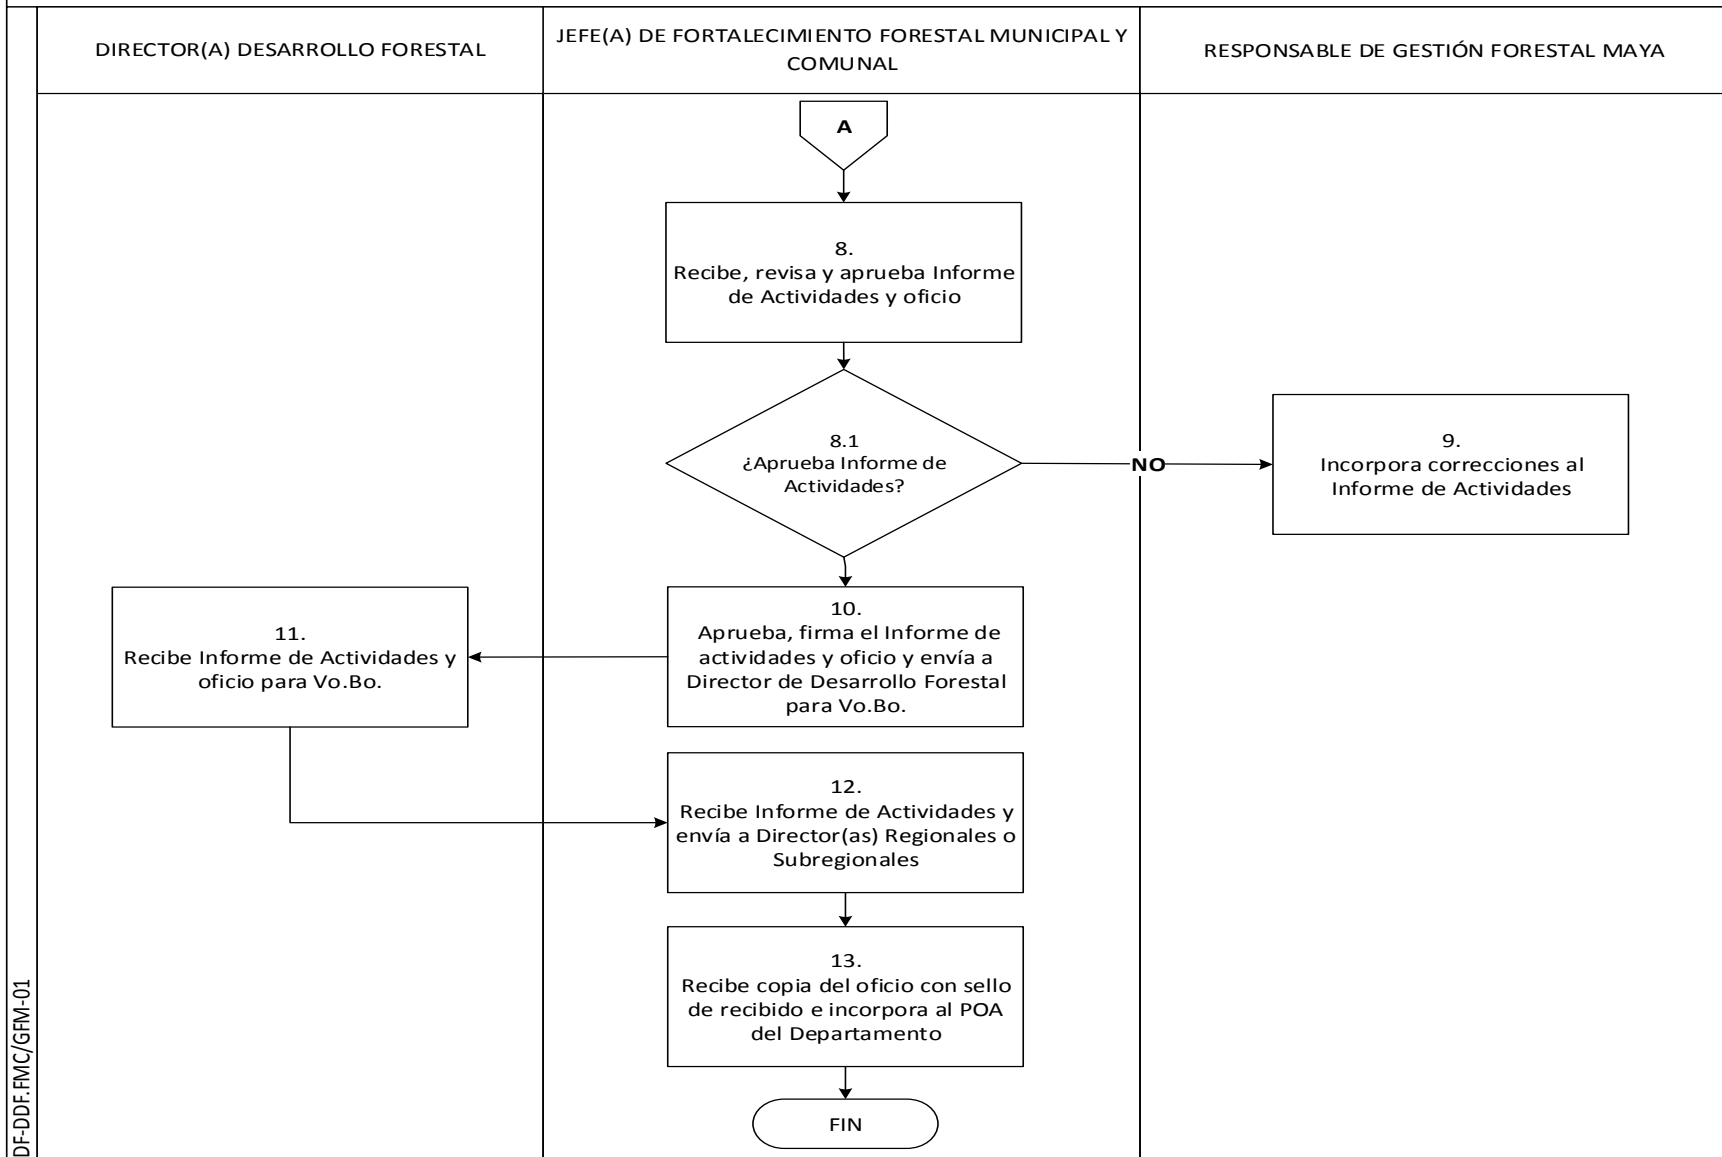 DIRECTOR(A) DESARROLLO FORESTAL
JEFE(A) DE FORTALECIMIENTO FORESTAL MUNICIPAL Y
COMUNAL
RESPONSABLE DE GESTIÓN FORESTAL MAYA
A
8.
Recibe, revisa y aprueba Informe
de Actividades y oficio
8.1
¿Aprueba Informe de
Actividades?
NO
9.
Incorpora correcciones al
Informe de Actividades
10.
Aprueba, firma el Informe de
actividades y oficio y envía a
Director de Desarrollo Forestal
para Vo.Bo.
11.
Recibe Informe de Actividades y
oficio para Vo.Bo.
12.
Recibe Informe de Actividades y
envía a Director(as) Regionales o
Subregionales
13.
Recibe copia del oficio con sello
de recibido e incorpora al POA
del Departamento
FIN
DF-DDF.FMC/GFM-01